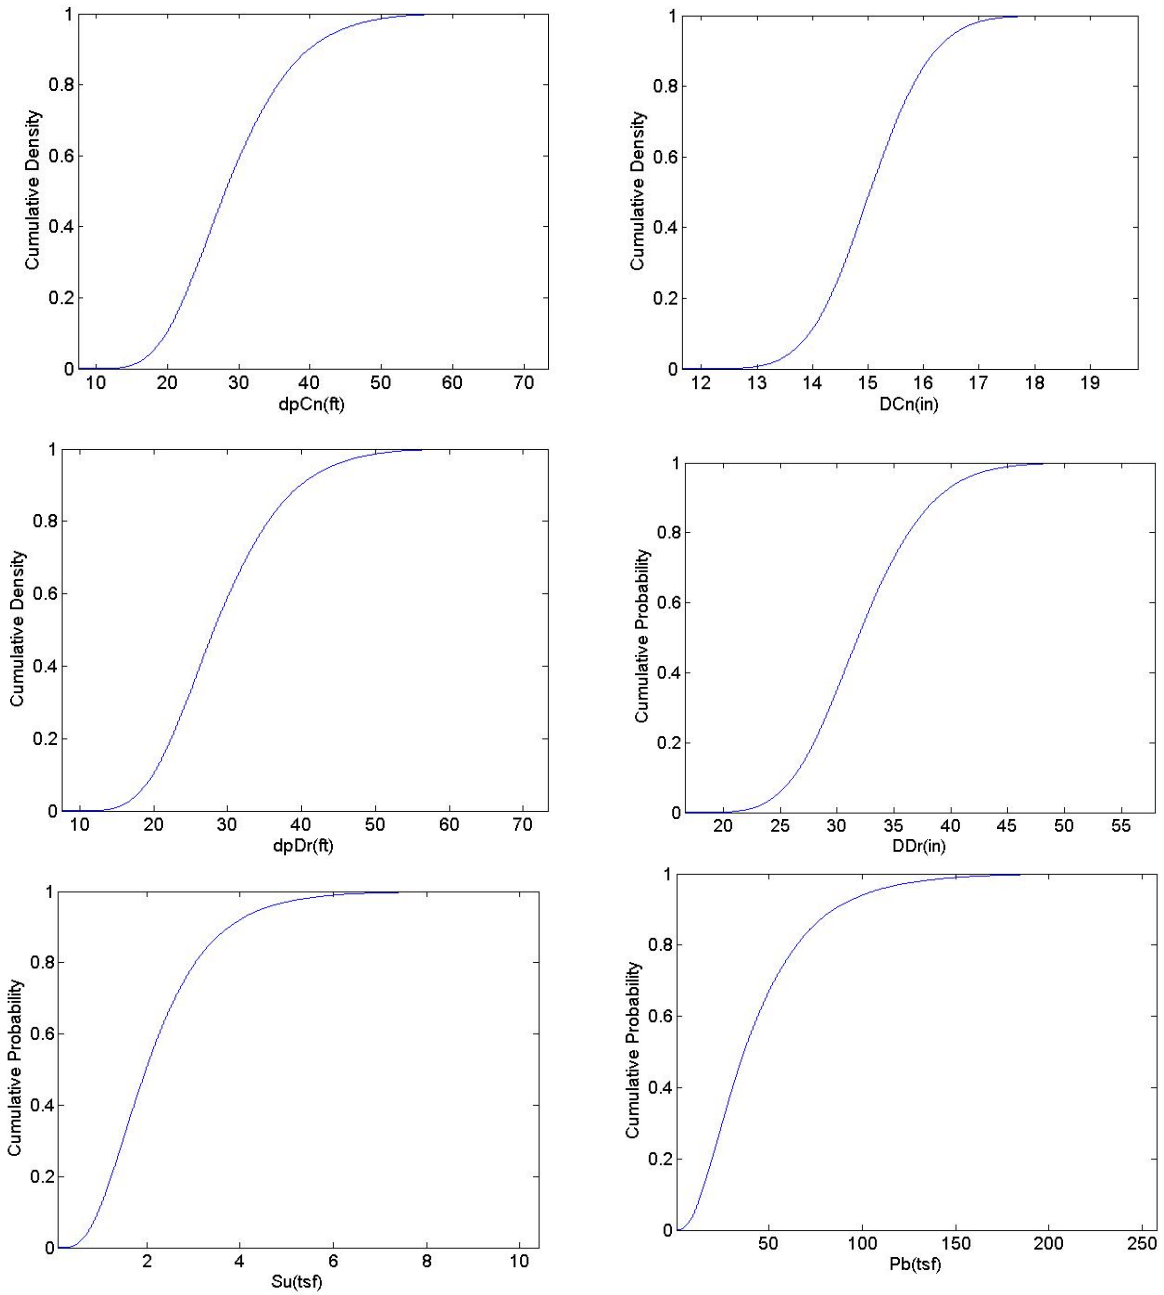 1
0.8
0.6
0.4
0.2
0
Cumulative Density
10 20 30 40 50 60 70
dpCn(ft)
1
0.8
0.6
0.4
0.2
0
Cumulative Density
12 13 14 15 16 17 18 19
DCn(in)
1
0.8
0.6
0.4
0.2
0
Cumulative Density
10 20 30 40 50 60 70
dpDr(ft)
1
0.8
0.6
0.4
0.2
0
Cumulative Probability
20 25 30 35 40 45 50 55
DDr(in)
1
0.8
0.6
0.4
0.2
0
Cumulative Probability
2 4 6 8 10
Su(tsf)
1
0.8
0.6
0.4
0.2
0
Cumulative Probability
50 100 150 200 250
Pb(tsf)